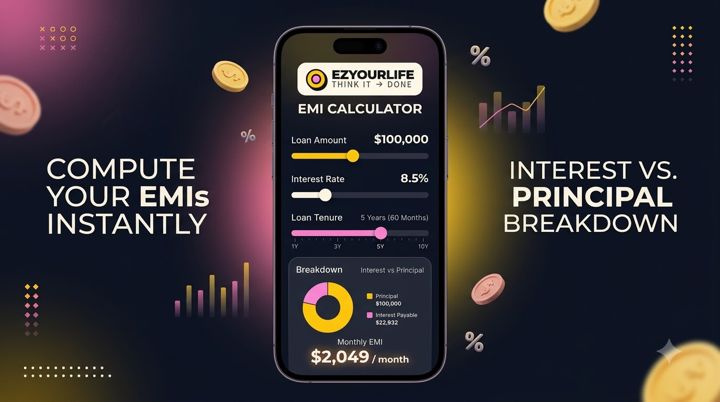 COMPUTE
YOUR EMIs
INSTANTLY
EZYOURLIFE
THINK IT → DONE
EMI CALCULATOR
Loan Amount $100,000
Interest Rate 8.5%
Loan Tenure 5 Years (60 Months)
1Y 3Y 5Y 10Y
Breakdown Interest vs Principal
Principal
$100,000
Interest Payable
$22,932
Monthly EMI
$2,049 / month
INTEREST VS.
PRINCIPAL
BREAKDOWN
%
%
%